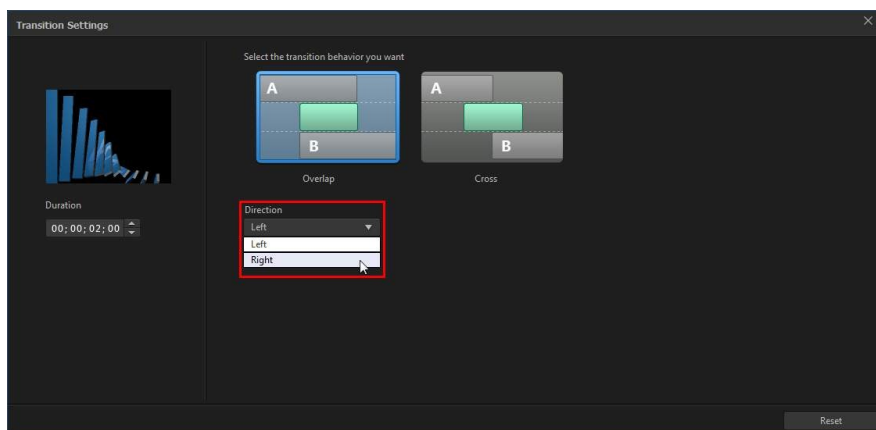 Transition Settings
Select the transition behavior you want
A
B
A
B
Overlap
Cross
Duration
00;00;02;00
Direction
Left
Left
Right
Reset